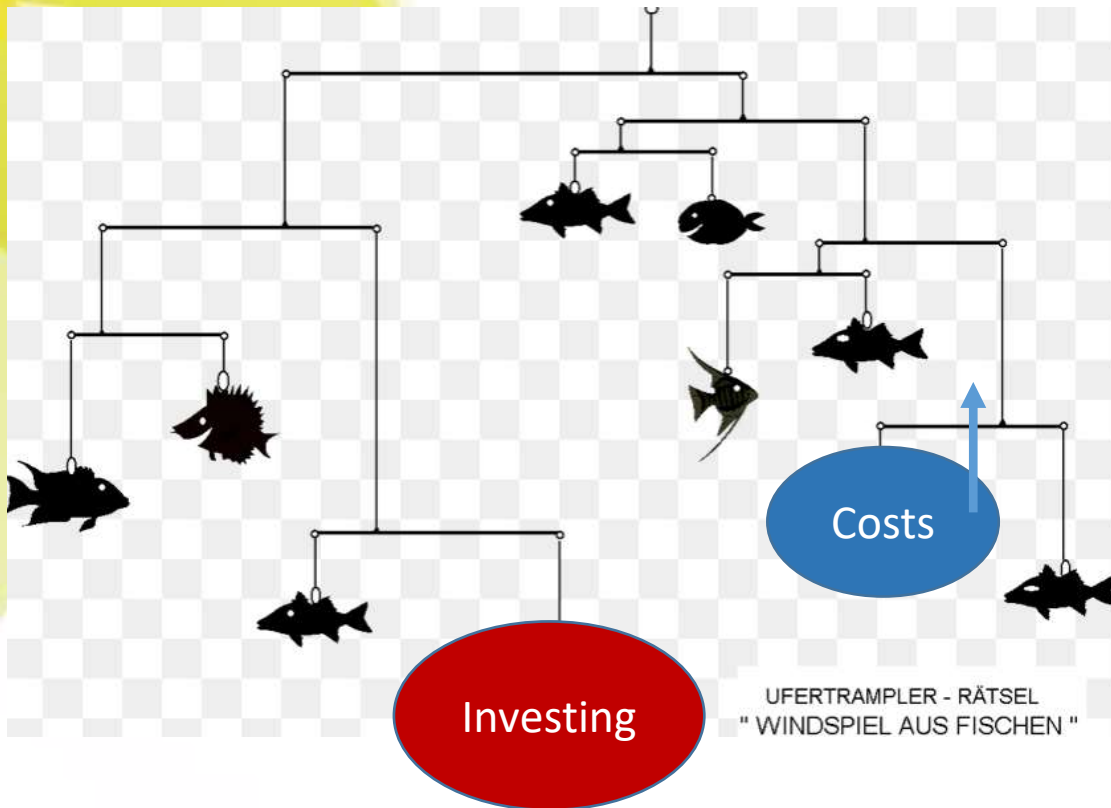 Costs
Investing
UFERTRAMPLER - RÄTSEL
" WINDSPIEL AUS FISCHEN "